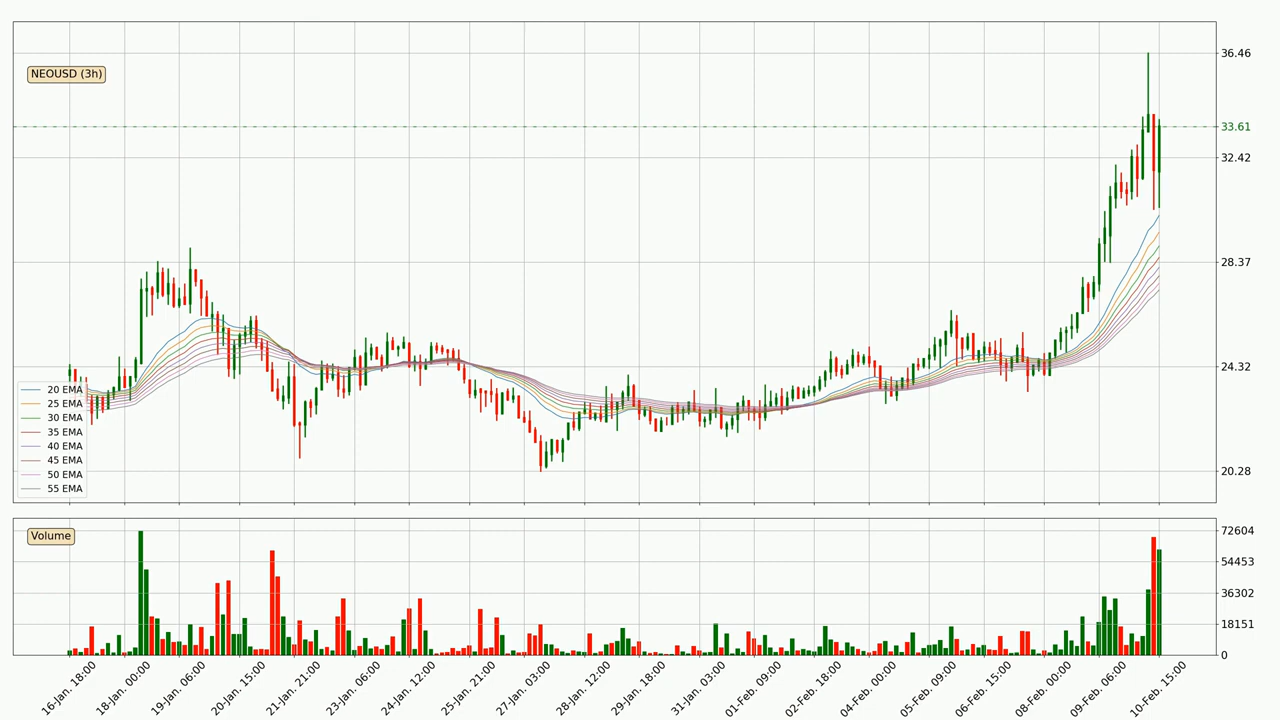 NEOUSD (3h)
36.46
33.61
32.42
28.37
24.32
20.28
20 EMA
25 EMA
30 EMA
35 EMA
40 EMA
45 EMA
50 EMA
55 EMA
Volume
72604
54453
36302
18151
0
16-Jan. 18:00
18-Jan. 00:00
19-Jan. 06:00
20-Jan. 15:00
21-Jan. 21:00
23-Jan. 06:00
24-Jan. 12:00
25-Jan. 21:00
27-Jan. 03:00
28-Jan. 12:00
29-Jan. 18:00
31-Jan. 03:00
01-Feb. 09:00
02-Feb. 18:00
04-Feb. 00:00
05-Feb. 09:00
06-Feb. 15:00
08-Feb. 00:00
09-Feb. 06:00
10-Feb. 15:00